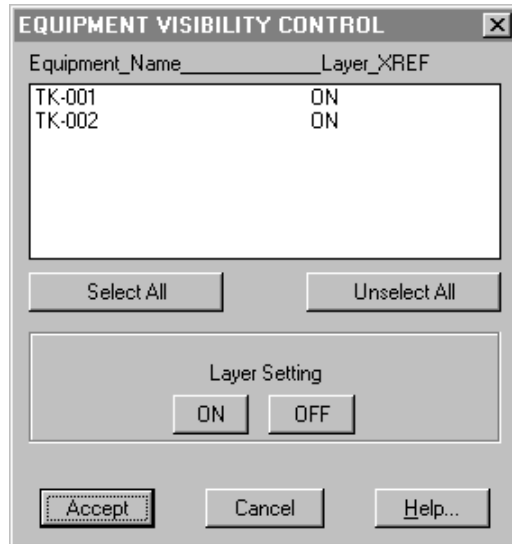 EQUIPMENT VISIBILITY CONTROL
Equipment_Name______________Layer_XREF
TK-001 ON
TK-002 ON
Select All Unselect All
Layer Setting
ON OFF
Accept Cancel Help...